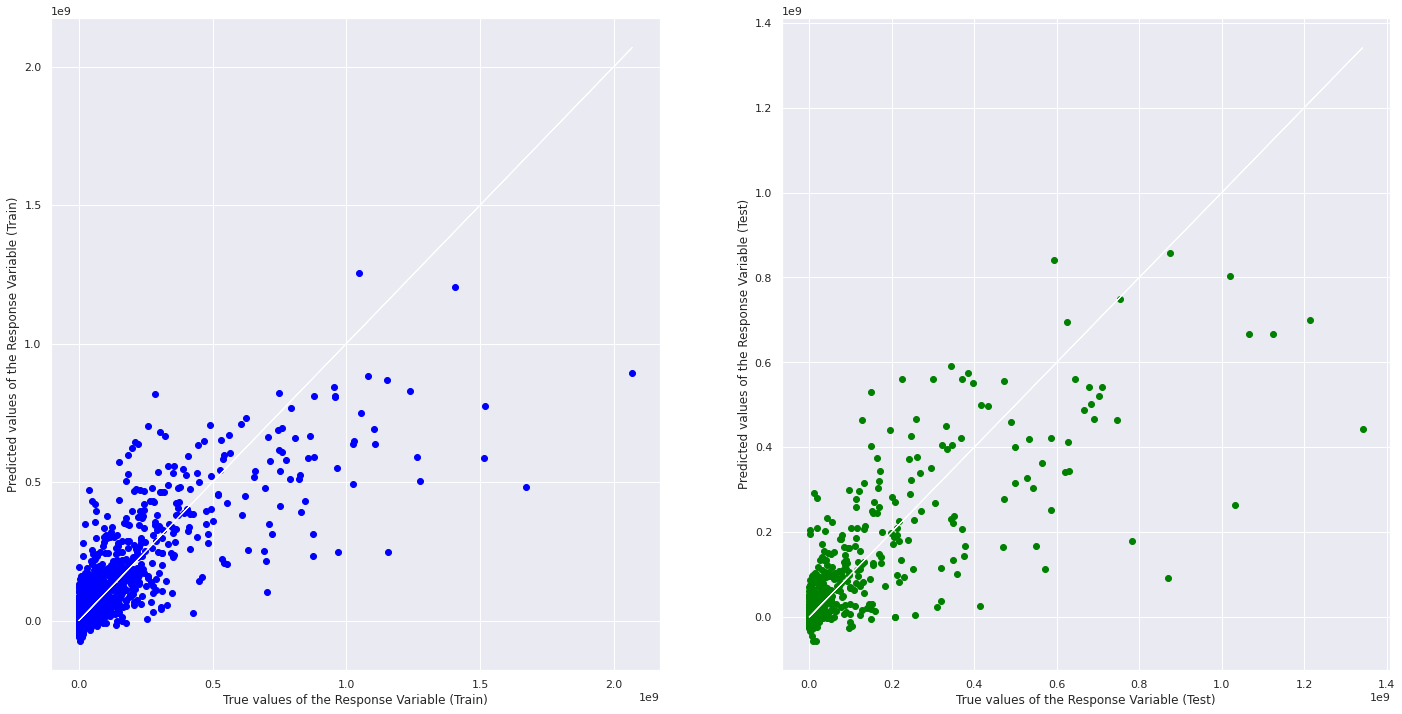 1e9
2.0
1.5
1.0
0.5
0.0
Predicted values of the Response Variable (Train)
0.0 0.5 1.0 1.5 2.0
1e9
True values of the Response Variable (Train)
1e9
1.4
1.2
1.0
0.8
0.6
0.4
0.2
0.0
Predicted values of the Response Variable (Test)
0.0 0.2 0.4 0.6 0.8 1.0 1.2 1.4
1e9
True values of the Response Variable (Test)